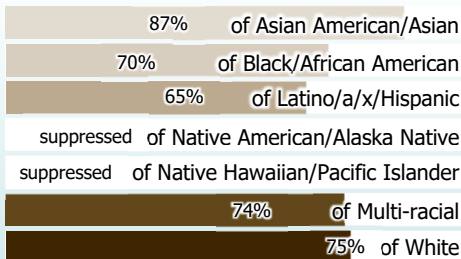 87% of Asian American/Asian
70% of Black/African American
65% of Latino/a/x/Hispanic
suppressed of Native American/Alaska Native
suppressed of Native Hawaiian/Pacific Islander
74% of Multi-racial
75% of White